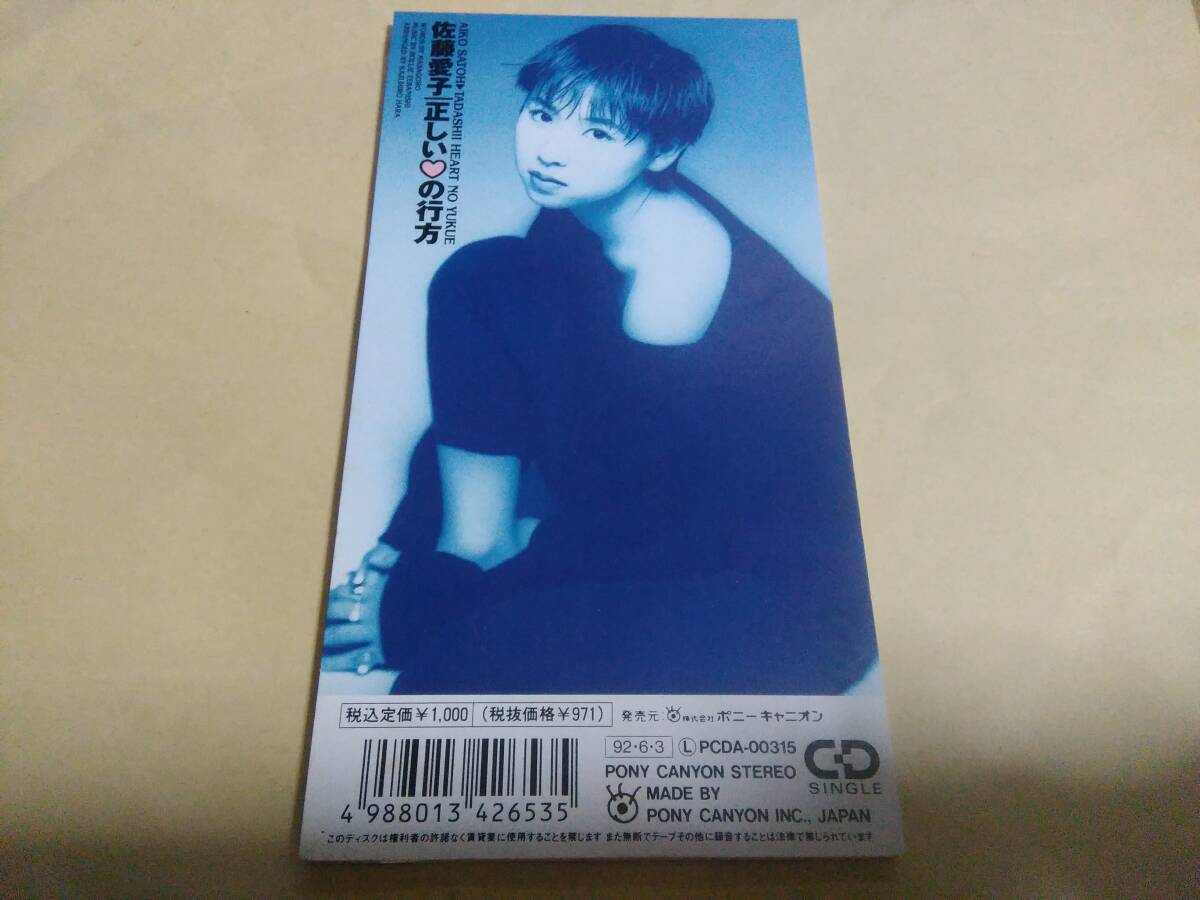 AIKO SATOH▶TADASHII HEART NO YUKUE
佐藤愛子/正しい♡の行方
ARRANGED BY KAZUHIRO HARA
税込定価¥1,000 (税抜価格¥971) 発売元: 株式会社 ポニーキャニオン
92・6・3 Ⓛ PCDA-00315
CD SINGLE
PONY CANYON STEREO
MADE BY
PONY CANYON INC., JAPAN
4 988013 426535
このディスクは権利者の許諾なく賃貸業に使用することを禁じます また無断でテープその他に録音することは法律で禁じられています